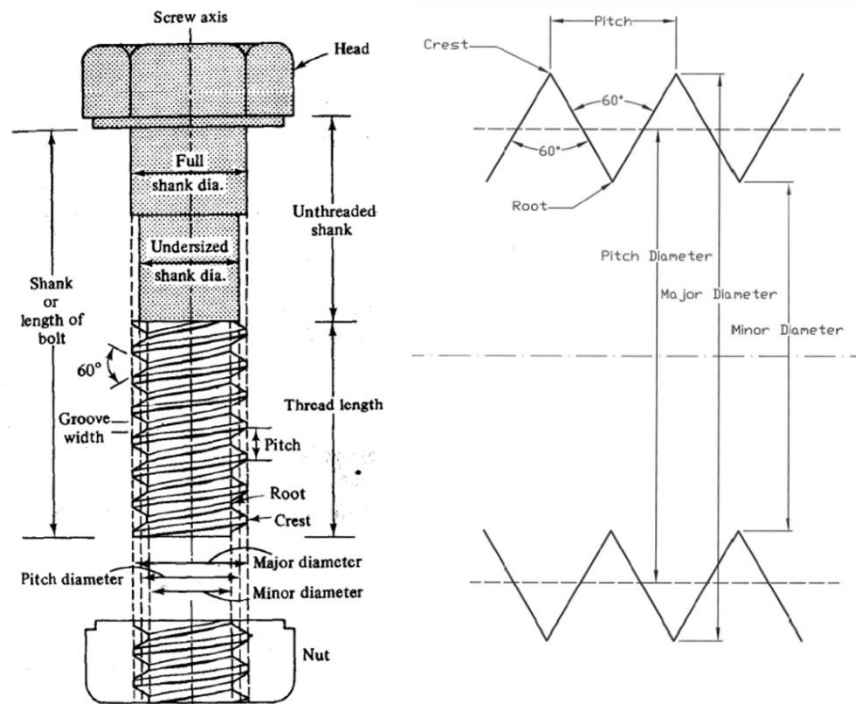 Screw axis
Head
Full
shank dia.
Unthreaded
shank
Undersized
shank dia.
Shank
or
length of
bolt
60°
Groove
width
Thread length
Pitch
Root
Crest
Major diameter
Pitch diameter
Minor diameter
Nut
Pitch
Crest
60°
60°
Root
Pitch Diameter
Major Diameter
Minor Diameter